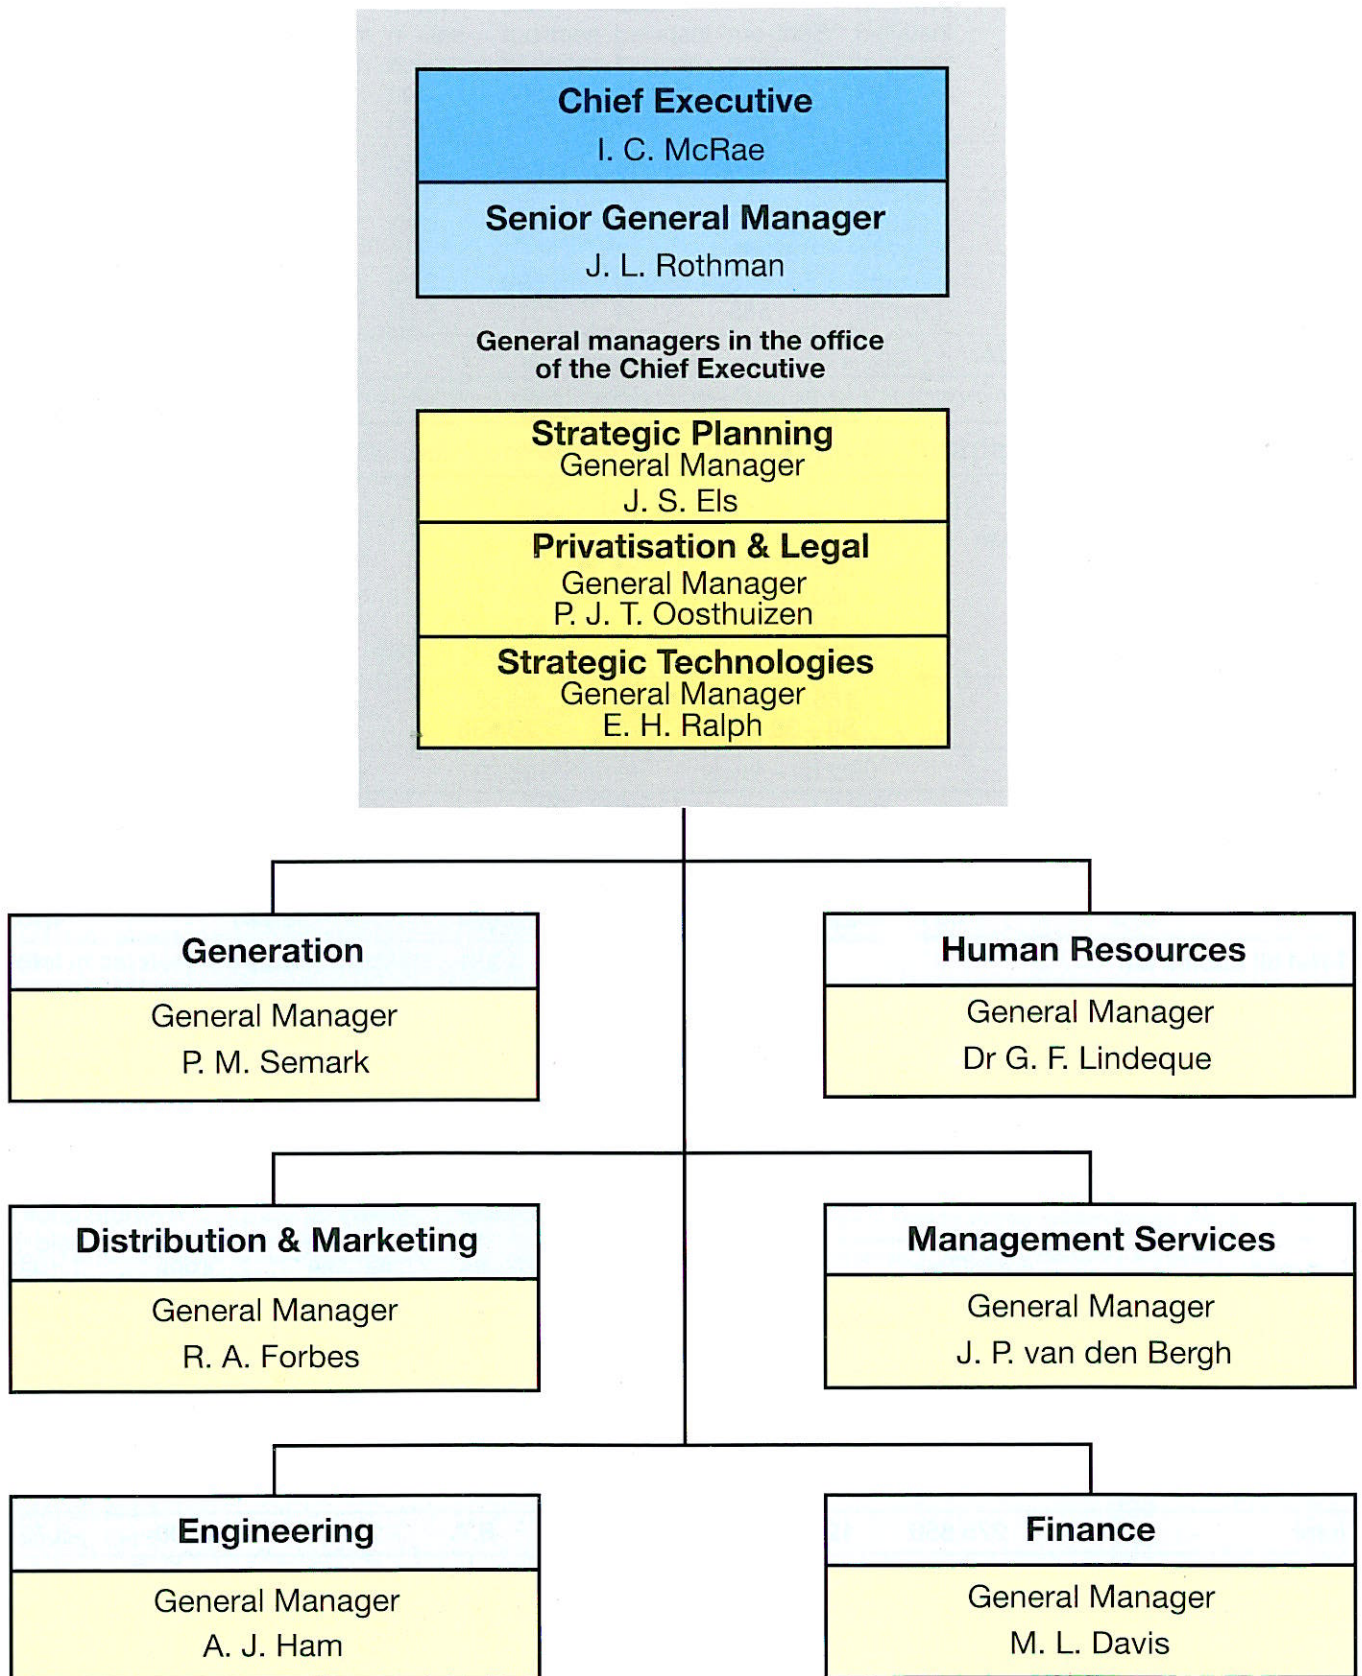 Chief Executive
I. C. McRae
Senior General Manager
J. L. Rothman
General managers in the office
of the Chief Executive
Strategic Planning
General Manager
J. S. Els
Privatisation & Legal
General Manager
P. J. T. Oosthuizen
Strategic Technologies
General Manager
E. H. Ralph
Generation
General Manager
P. M. Semark
Human Resources
General Manager
Dr G. F. Lindeque
Distribution & Marketing
General Manager
R. A. Forbes
Management Services
General Manager
J. P. van den Bergh
Engineering
General Manager
A. J. Ham
Finance
General Manager
M. L. Davis